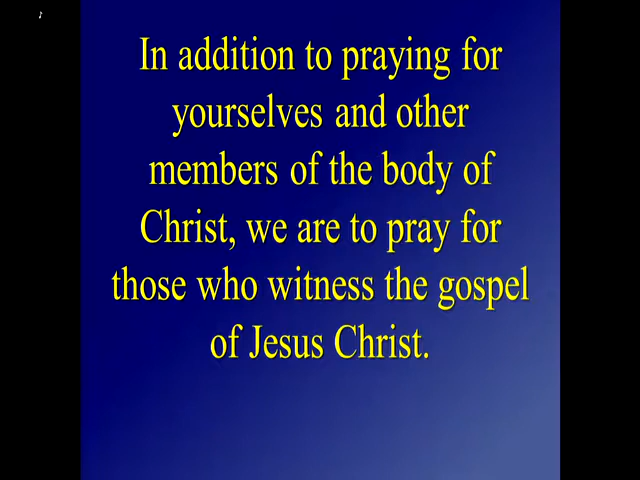 In addition to praying for
yourselves and other
members of the body of
Christ, we are to pray for
those who witness the gospel
of Jesus Christ.